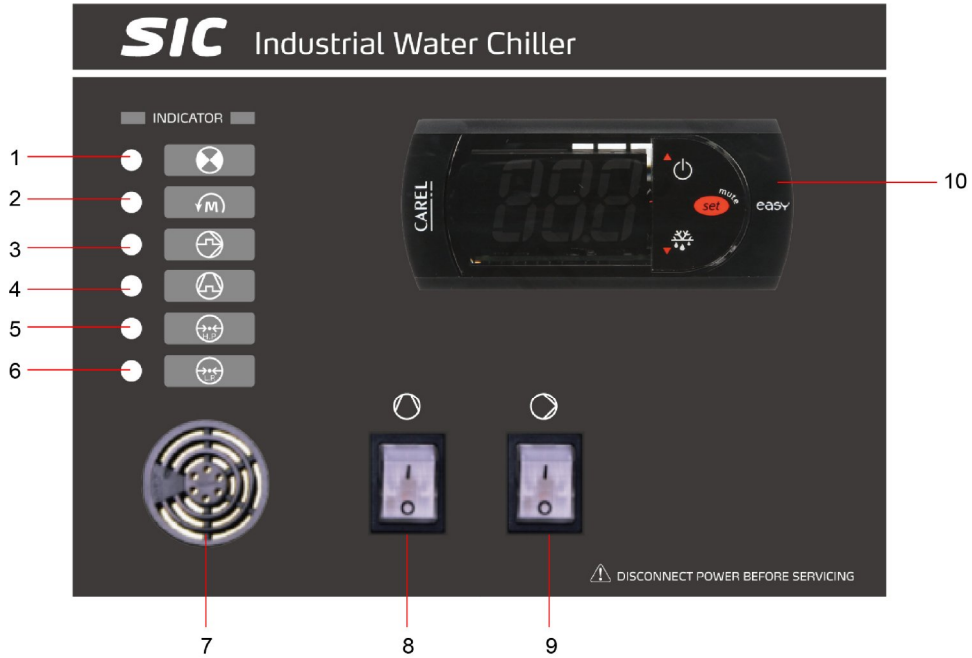 SIC Industrial Water Chiller
INDICATOR
1
2
M
3
4
5
H.P
6
L.P
CAREL
888
mute
set
easy
10
I
O
I
O
DISCONNECT POWER BEFORE SERVICING
7
8
9